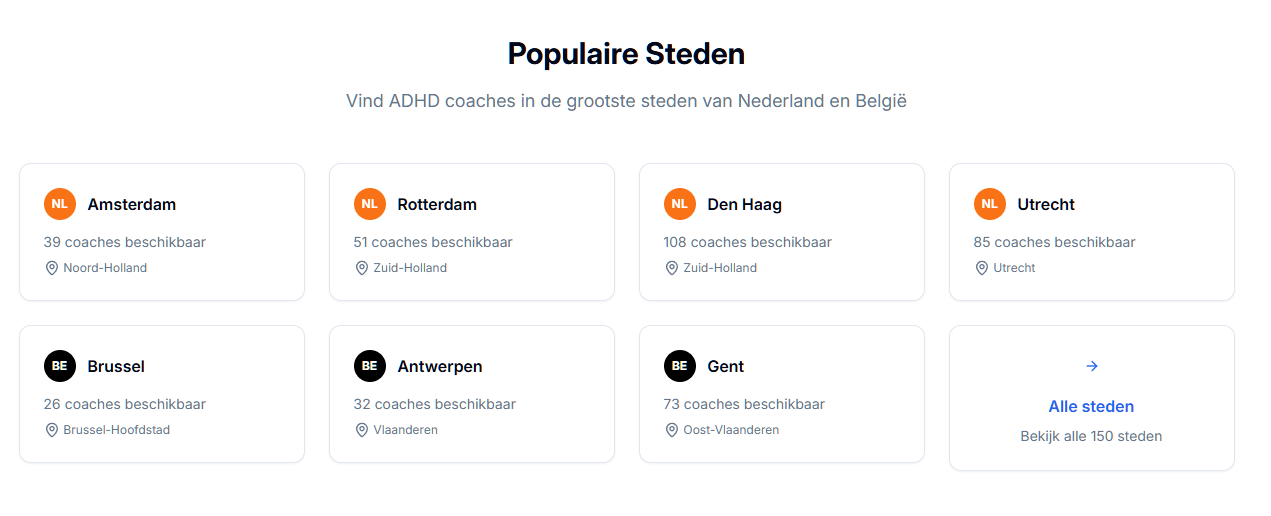 Populaire Steden
Vind ADHD coaches in de grootste steden van Nederland en België
NL Amsterdam
39 coaches beschikbaar
Noord-Holland
NL Rotterdam
51 coaches beschikbaar
Zuid-Holland
NL Den Haag
108 coaches beschikbaar
Zuid-Holland
NL Utrecht
85 coaches beschikbaar
Utrecht
BE Brussel
26 coaches beschikbaar
Brussel-Hoofdstad
BE Antwerpen
32 coaches beschikbaar
Vlaanderen
BE Gent
73 coaches beschikbaar
Oost-Vlaanderen
Alle steden
Bekijk alle 150 steden